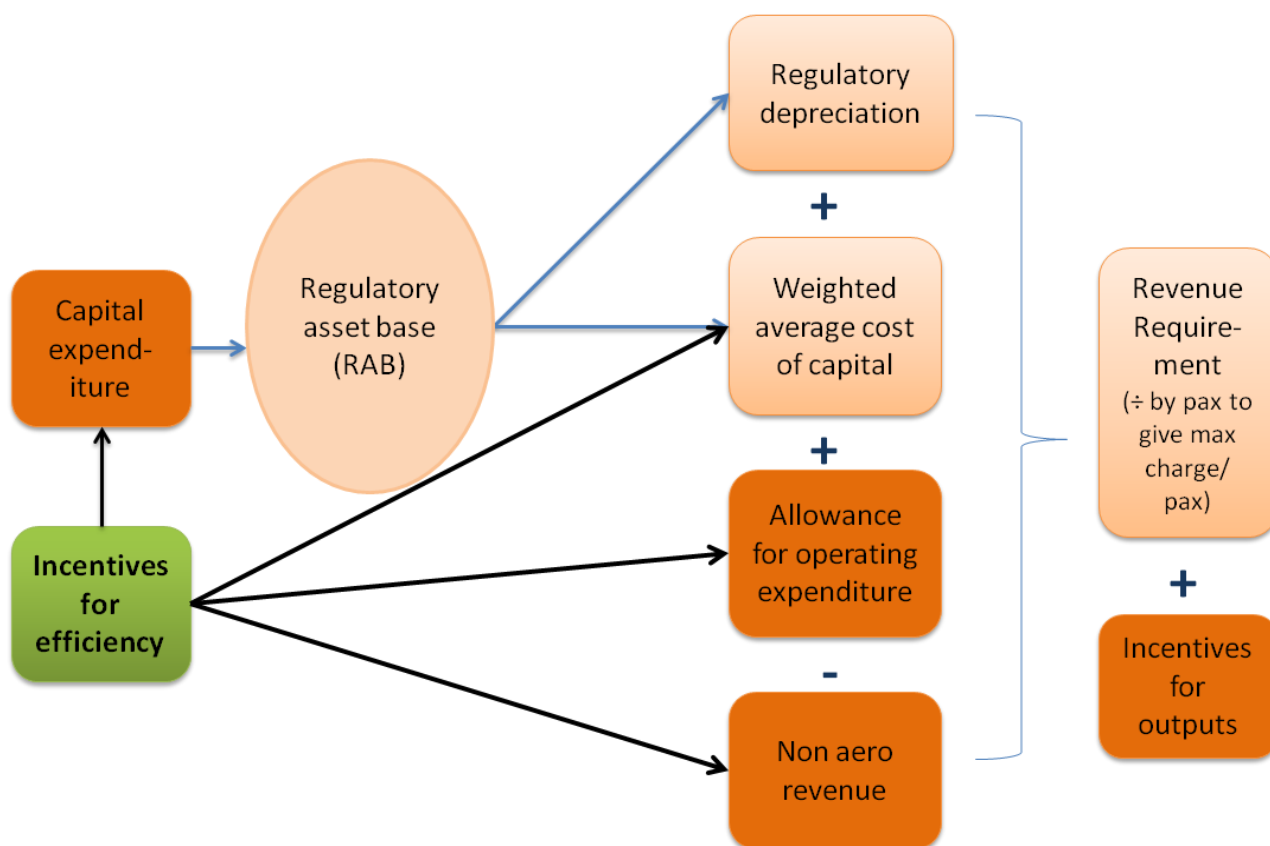 Capital
expend-
iture
Incentives
for
efficiency
Regulatory
asset base
(RAB)
Regulatory
depreciation
+
Weighted
average cost
of capital
+
Allowance
for operating
expenditure
-
Non aero
revenue
Revenue
Require-
ment
(÷ by pax to
give max
charge/
pax)
+
Incentives
for
outputs